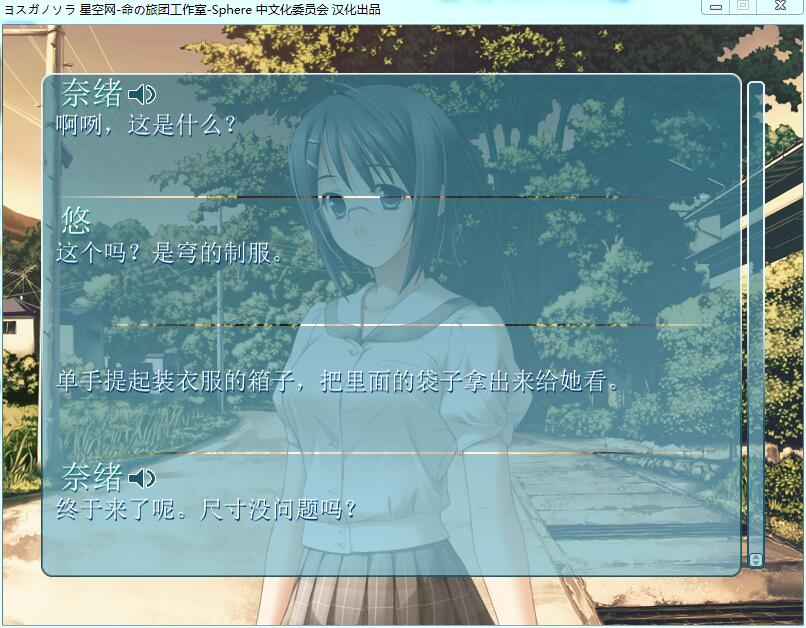 ヨスガノソラ 星空网-命の旅团工作室-Sphere 中文化委员会 汉化出品
奈绪
啊咧，这是什么？
悠
这个吗？是穹的制服。
单手提起装衣服的箱子，把里面的袋子拿出来给她看。
奈绪
终于来了呢。尺寸没问题吗？